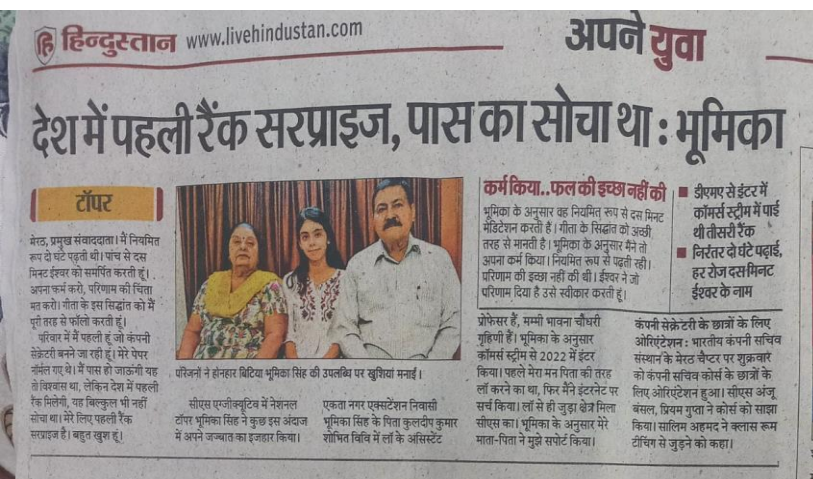 हिन्दुस्तान www.livehindustan.com
अपने युवा
देश में पहली रैंक सरप्राइज, पास का सोचा था : भूमिका
टॉपर
मेरठ, प्रमुख संवाददाता। मैं नियमित
रूप दो घंटे पढ़ती थी। पांच से दस
मिनट ईश्वर को समर्पित करती हूं।
अपना कर्म करो, परिणाम की चिंता
मत करो। गीता के इस सिद्धांत को मैं
पूरी तरह से फॉलो करती हूं।
परिवार में मैं पहली हूं जो कंपनी
सेक्रेटरी बनने जा रही हूं। मेरे पेपर
नॉर्मल गए थे। मैं पास हो जाऊंगी यह
तो विश्वास था, लेकिन देश में पहली
रैंक मिलेगी, यह बिल्कुल भी नहीं
सोचा था। मेरे लिए पहली रैंक
सरप्राइज है। बहुत खुश हूं।
परिजनों ने होनहार बिटिया भूमिका सिंह की उपलब्धि पर खुशियां मनाईं।
सीएस एग्जीक्यूटिव में नेशनल
टॉपर भूमिका सिंह ने कुछ इस अंदाज
में अपने जज्बात का इजहार किया।
एकता नगर एक्सटेंशन निवासी
भूमिका सिंह के पिता कुलदीप कुमार
शोभित विवि में लॉ के असिस्टेंट
कर्म किया..फल की इच्छा नहीं की
भूमिका के अनुसार वह नियमित रूप से दस मिनट
मेडिटेशन करती हैं। गीता के सिद्धांत को अच्छी
तरह से मानती है। भूमिका के अनुसार मैंने तो
अपना कर्म किया। नियमित रूप से पढ़ती रही।
परिणाम की इच्छा नहीं की थी। ईश्वर ने जो
परिणाम दिया है उसे स्वीकार करती हूं।
डीएमए से इंटर में
कॉमर्स स्ट्रीम में पाई
थी तीसरी रैंक
निरंतर दो घंटे पढ़ाई,
हर रोज दस मिनट
ईश्वर के नाम
प्रोफेसर हैं, मम्मी भावना चौधरी
गृहिणी हैं। भूमिका के अनुसार
कॉमर्स स्ट्रीम से 2022 में इंटर
किया। पहले मेरा मन पिता की तरह
लॉ करने का था, फिर मैंने इंटरनेट पर
सर्च किया। लॉ से ही जुड़ा क्षेत्र मिला
सीएस का। भूमिका के अनुसार मेरे
माता-पिता ने मुझे सपोर्ट किया।
कंपनी सेक्रेटरी के छात्रों के लिए
ओरिएंटेशन : भारतीय कंपनी सचिव
संस्थान के मेरठ चैप्टर पर शुक्रवार
को कंपनी सचिव कोर्स के छात्रों के
लिए ओरिएंटेशन हुआ। सीएस अंजू
बंसल, प्रियम गुप्ता ने कोर्स को साझा
किया। सालिम अहमद ने क्लास रूम
टीचिंग से जुड़ने को कहा।